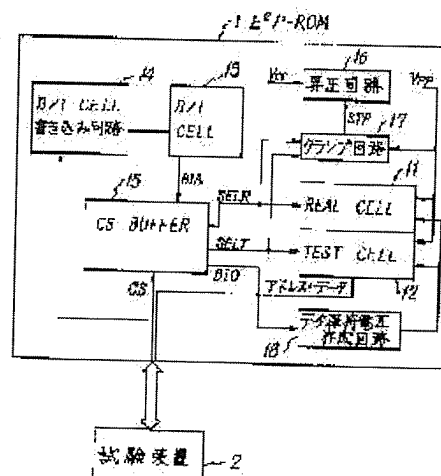 1 E²P-ROM
14
15
16
B/I CELL
書き込み回路
B/I
CELL
Vcc
昇圧回路
Vpp
STP
17
クランプ回路
11
15
BIA
SELR
REAL CELL
CS BUFFER
SELT
TEST CELL
BIO
CS
アドレス・データ
12
データ保持電圧
作成回路
18
試験装置
2